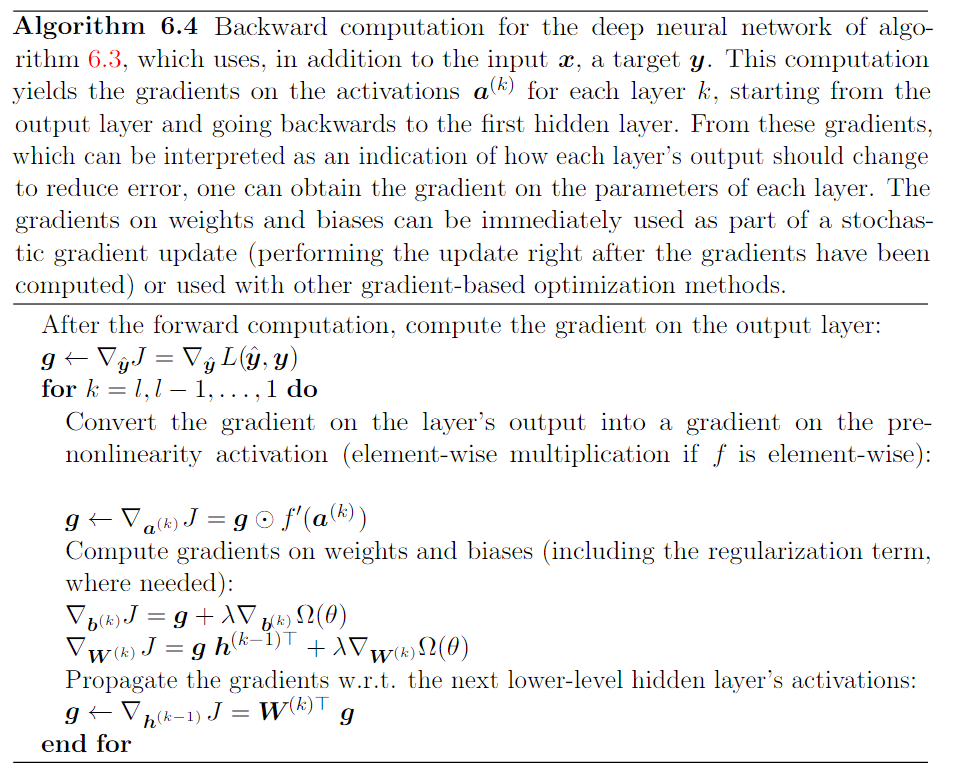 Algorithm 6.4 Backward computation for the deep neural network of algo-
rithm 6.3, which uses, in addition to the input x, a target y. This computation
yields the gradients on the activations a^(k) for each layer k, starting from the
output layer and going backwards to the first hidden layer. From these gradients,
which can be interpreted as an indication of how each layer's output should change
to reduce error, one can obtain the gradient on the parameters of each layer. The
gradients on weights and biases can be immediately used as part of a stochas-
tic gradient update (performing the update right after the gradients have been
computed) or used with other gradient-based optimization methods.
After the forward computation, compute the gradient on the output layer:
g ← ∇_ŷ J = ∇_ŷ L(ŷ, y)
for k = l, l − 1, . . . , 1 do
Convert the gradient on the layer's output into a gradient on the pre-
nonlinearity activation (element-wise multiplication if f is element-wise):
g ← ∇_a^(k) J = g ⊙ f′(a^(k))
Compute gradients on weights and biases (including the regularization term,
where needed):
∇_b^(k) J = g + λ∇_b^(k) Ω(θ)
∇_W^(k) J = g h^(k−1)⊤ + λ∇_W^(k) Ω(θ)
Propagate the gradients w.r.t. the next lower-level hidden layer's activations:
g ← ∇_h^(k−1) J = W^(k)⊤ g
end for